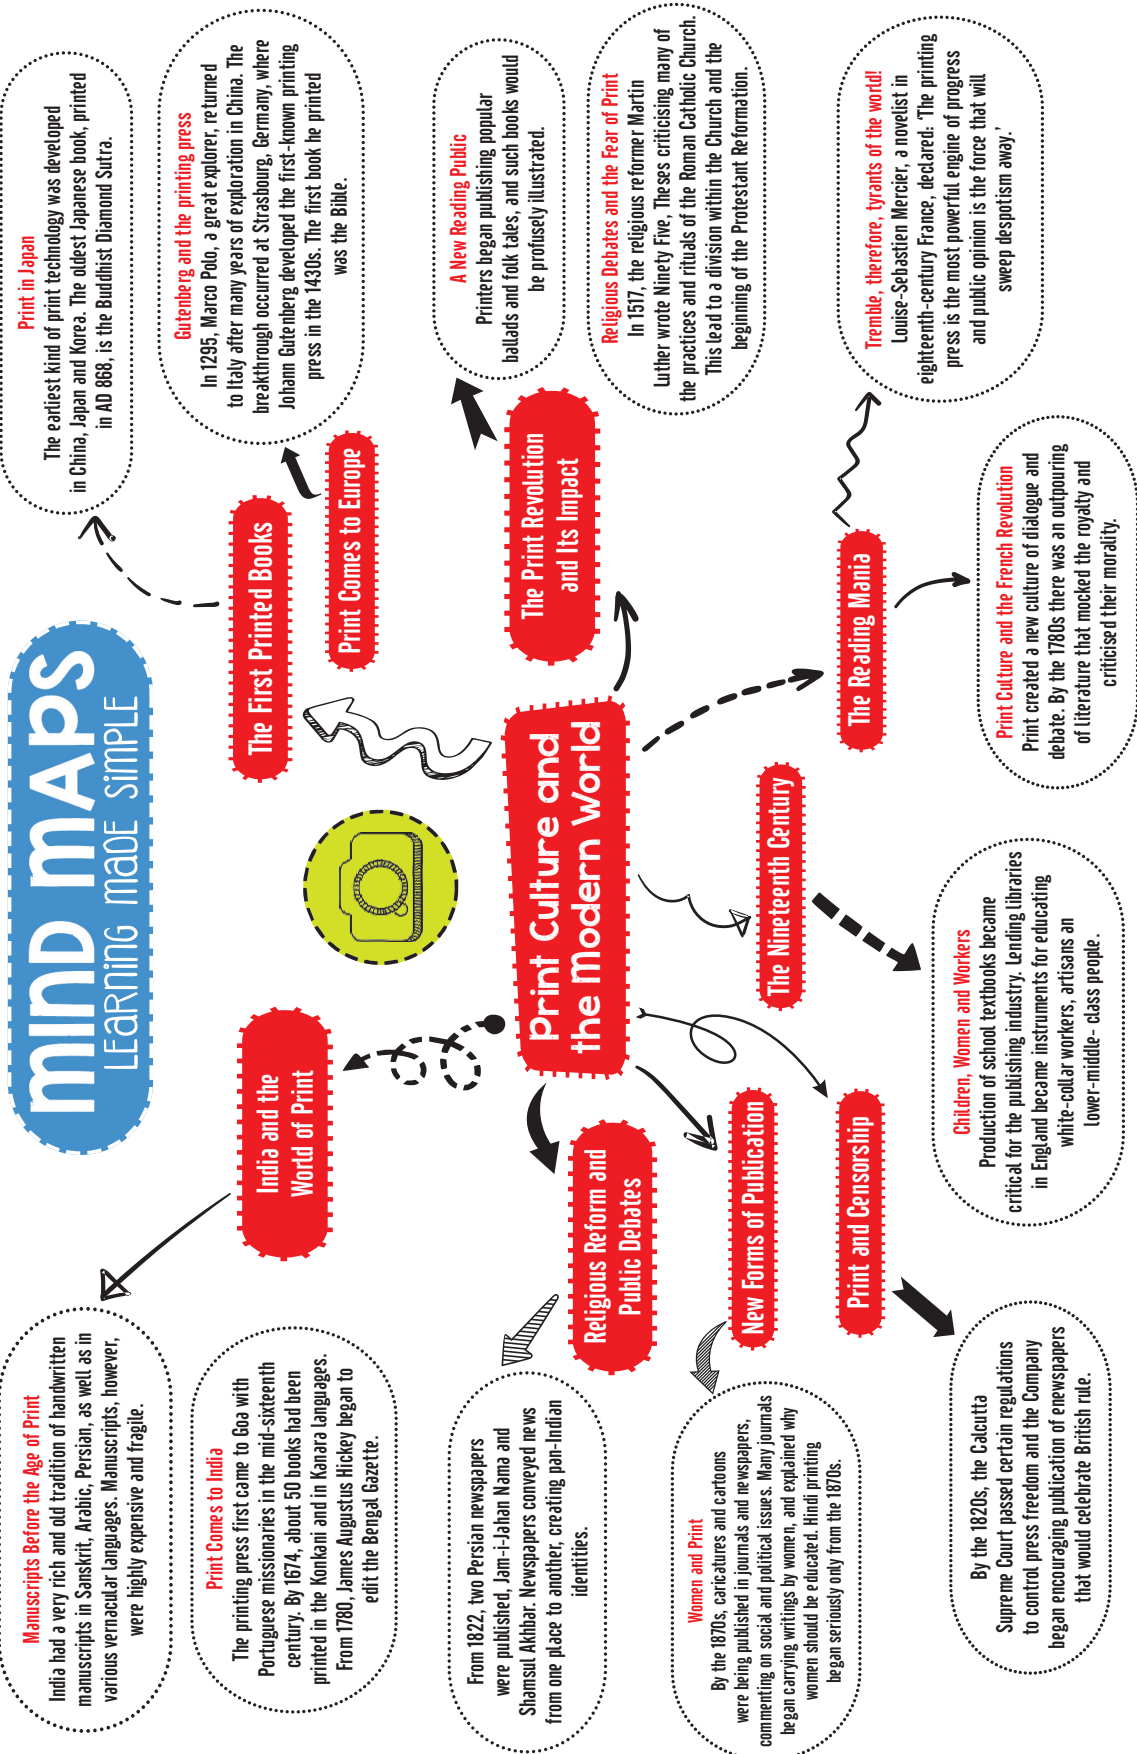 MIND MAPS
LEARNING MADE SIMPLE
Manuscripts Before the Age of Print
India had a very rich and old tradition of handwritten
manuscripts in Sanskrit, Arabic, Persian, as well as in
various vernacular languages. Manuscripts, however,
were highly expensive and fragile.
Print Comes to India
The printing press first came to Goa with
Portuguese missionaries in the mid-sixteenth
century. By 1674, about 50 books had been
printed in the Konkani and in Kanara languages.
From 1780, James Augustus Hickey began to
edit the Bengal Gazette.
From 1822, two Persian newspapers
were published, Jam-i-Jahan Nama and
Shamsul Akhbar. Newspapers conveyed news
from one place to another, creating pan-Indian
identities.
Women and Print
By the 1870s, caricatures and cartoons
were being published in journals and newspapers,
commenting on social and political issues. Many journals
began carrying writings by women, and explained why
women should be educated. Hindi printing
began seriously only from the 1870s.
By the 1820s, the Calcutta
Supreme Court passed certain regulations
to control press freedom and the Company
began encouraging publication of enewspapers
that would celebrate British rule.
India and the
World of Print
Religious Reform and
Public Debates
New Forms of Publication
Print and Censorship
Print Culture and
the Modern World
The Nineteenth Century
Children, Women and Workers
Production of school textbooks became
critical for the publishing industry. Lending libraries
in England became instruments for educating
white-collar workers, artisans an
lower-middle- class people.
The First Printed Books
Print Comes to Europe
The Print Revolution
and Its Impact
The Reading Mania
Print in Japan
The earliest kind of print technology was developed
in China, Japan and Korea. The oldest Japanese book, printed
in AD 868, is the Buddhist Diamond Sutra.
Gutenberg and the printing press
In 1295, Marco Polo, a great explorer, returned
to Italy after many years of exploration in China. The
breakthrough occurred at Strasburg, Germany, where
Johann Gutenberg developed the first-known printing
press in the 1430s. The first book he printed
was the Bible.
A New Reading Public
Printers began publishing popular
ballads and folk tales, and such books would
be profusely illustrated.
Religious Debates and the Fear of Print
In 1517, the religious reformer Martin
Luther wrote Ninety Five, Theses criticising many of
the practices and rituals of the Roman Catholic Church.
This lead to a division within the Church and the
beginning of the Protestant Reformation.
Tremble, therefore, tyrants of the world!
Louise-Sebastien Mercier, a novelist in
eighteenth-century France, declared: ‘The printing
press is the most powerful engine of progress
and public opinion is the force that will
sweep despotism away.’
Print Culture and the French Revolution
Print created a new culture of dialogue and
debate. By the 1780s there was an outpouring
of literature that mocked the royalty and
criticised their morality.